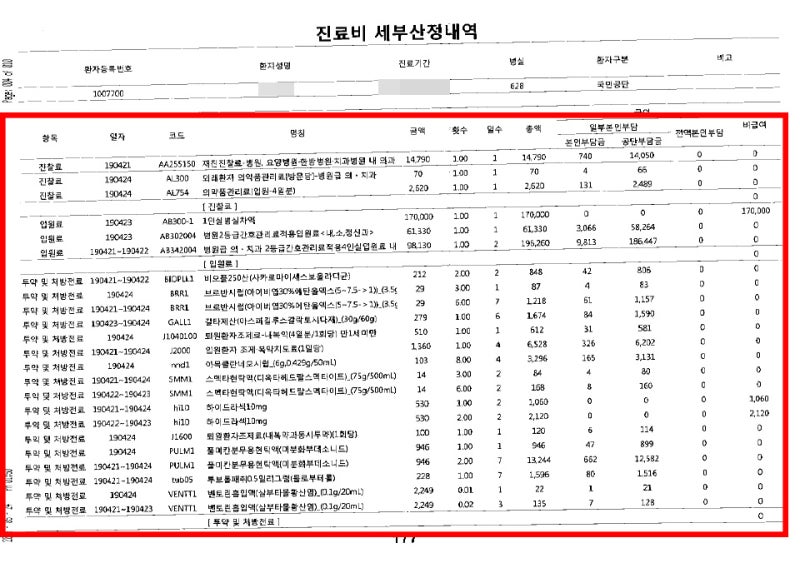 진료비 세부산정내역
환자등록번호 환자성명 진료기간 병실 환자구분 비고
1007700 628 국민공단
항목 일자 코드 명칭 금액 횟수 일수 총액 일부본인부담 전액본인부담 비급여
본인부담금 공단부담금
진찰료 190421 AA255150 재진진찰료-병원, 요양병원·한방병원·치과병원 내 의과 14,790 1.00 1 14,790 740 14,050 0 0
진찰료 190424 AL300 외래환자 의약품관리료(방문당)-병원급 의·치과 70 1.00 1 70 4 66 0 0
진찰료 190424 AL754 의약품관리료(입원-4일분) 2,620 1.00 1 2,620 131 2,489 0 0
[ 진찰료 ] 0
입원료 190423 AB300-1 1인실병실차액 170,000 1.00 1 170,000 0 0 0 170,000
입원료 190423 AB302004 병원2등급간호관리료적용입원료<내,소,정신과> 61,330 1.00 1 61,330 3,066 58,264 0 0
입원료 190421~190422 AB342004 병원급 의·치과 2등급간호관리료적용4인실입원료 내 98,130 1.00 2 196,260 9,813 186,447 0 0
[ 입원료 ] 0
투약 및 처방전료 190421~190422 BIOPLL1 비오플250산(사카로마이세스보울라디균) 212 2.00 2 848 42 806 0 0
투약 및 처방전료 190424 BRR1 브르반시럽(아이비엽30%에탄올엑스(5~7.5->1))_(3.5g 29 3.00 1 87 4 83 0 0
투약 및 처방전료 190421~190424 BRR1 브르반시럽(아이비엽30%에탄올엑스(5~7.5->1))_(3.5g 29 6.00 7 1,218 61 1,157 0 0
투약 및 처방전료 190423~190424 GALL1 갈타제산(아스페길루스갈락토시다제)_(30g/60g) 279 1.00 6 1,674 84 1,590 0 0
투약 및 처방전료 190424 J1040100 퇴원환자조제료-내복약(4일분/1회당) 만1세미만 510 1.00 1 612 31 581 0 0
투약 및 처방전료 190421~190424 J2000 입원환자 조제·복약지도료(1일당) 1,360 1.00 4 6,528 326 6,202 0 0
투약 및 처방전료 190421~190424 nnd1 아목클란네오시럽_(6g,0.429g/50mL) 103 8.00 4 3,296 165 3,131 0 0
투약 및 처방전료 190421~190424 SMM1 스멕타현탁액(디옥타헤드랄스멕타이트)_(75g/500mL) 14 3.00 2 84 4 80 0 0
투약 및 처방전료 190422~190423 SMM1 스멕타현탁액(디옥타헤드랄스멕타이트)_(75g/500mL) 14 6.00 2 168 8 160 0 0
투약 및 처방전료 190421~190424 hi10 하이드라섹10mg 530 1.00 2 1,060 0 0 0 1,060
투약 및 처방전료 190422~190423 hi10 하이드라섹10mg 530 2.00 2 2,120 0 0 0 2,120
투약 및 처방전료 190424 J1600 퇴원환자조제료(내복약과동시투약)(1회당) 100 1.00 1 120 6 114 0 0
투약 및 처방전료 190424 PULM1 풀미칸분무용현탁액(미분화부데소니드) 946 1.00 1 946 47 899 0 0
투약 및 처방전료 190421~190424 PULM1 풀미칸분무용현탁액(미분화부데소니드) 946 2.00 7 13,244 662 12,582 0 0
투약 및 처방전료 190421~190424 tub05 투브롤패취0.5밀리그램(툴로부테롤) 228 1.00 7 1,596 80 1,516 0 0
투약 및 처방전료 190424 VENTT1 벤토린흡입액(살부타몰황산염)_(0.1g/20mL) 2,249 0.01 1 22 1 21 0 0
투약 및 처방전료 190421~190423 VENTT1 벤토린흡입액(살부타몰황산염)_(0.1g/20mL) 2,249 0.02 3 135 7 128 0 0
[ 투약 및 처방전료 ] 0